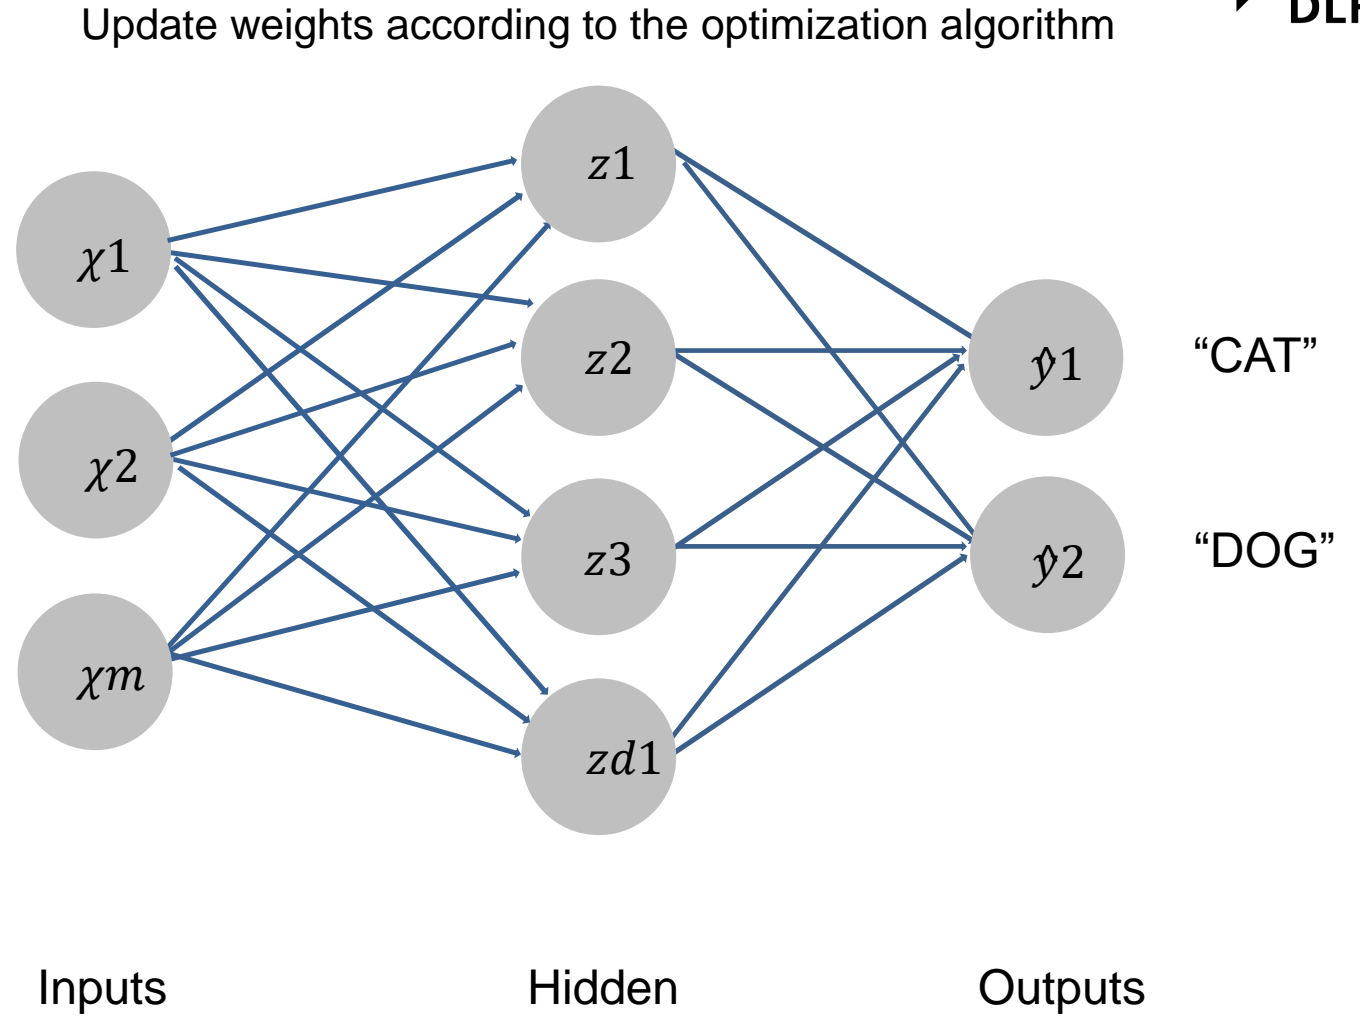 Update weights according to the optimization algorithm
z1
χ1
z2
ŷ1
“CAT”
χ2
z3
ŷ2
“DOG”
χm
zd1
Inputs
Hidden
Outputs